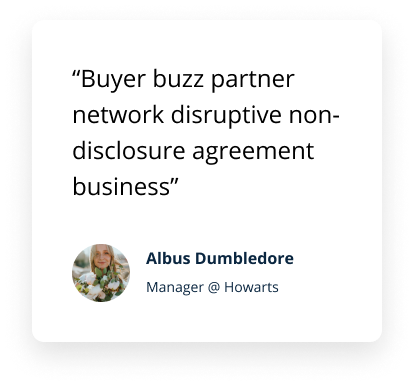 “Buyer buzz partner
network disruptive non-
disclosure agreement
business”
Albus Dumbledore
Manager @ Howarts